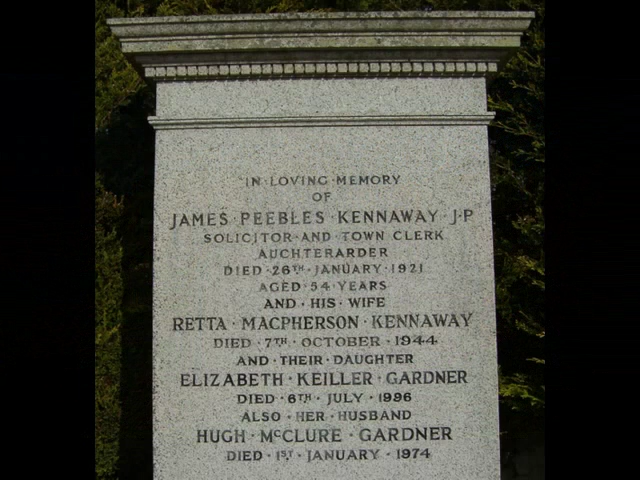 IN·LOVING·MEMORY
OF
JAMES·PEEBLES·KENNAWAY·J·P
SOLICITOR·AND·TOWN CLERK
AUCHTERARDER
DIED·26TH·JANUARY·1921
AGED·54·YEARS
AND·HIS·WIFE
RETTA·MACPHERSON·KENNAWAY
DIED·7TH·OCTOBER·1944
AND·THEIR·DAUGHTER
ELIZABETH·KEILLER·GARDNER
DIED·6TH·JULY·1996
ALSO·HER·HUSBAND
HUGH·McCLURE·GARDNER
DIED·1ST·JANUARY·1974